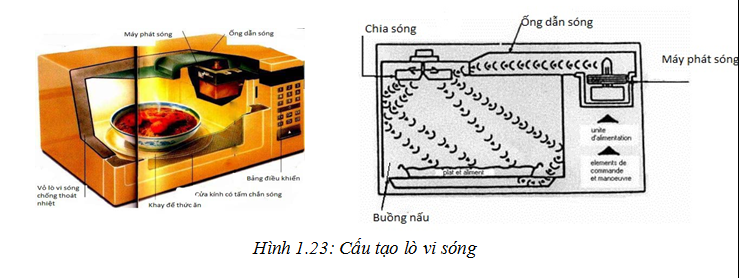 Máy phát sóng
Ống dẫn sóng
Vỏ lò vi sóng
chống thoát
nhiệt
Khay để thức ăn
Cửa kính có tấm chắn sóng
Bảng điều khiển
Chia sóng
Ống dẫn sóng
Máy phát sóng
unite
d'alimentation
elements de
commande
et manoeuvre
plat et aliment
Buồng nấu
Hình 1.23: Cấu tạo lò vi sóng